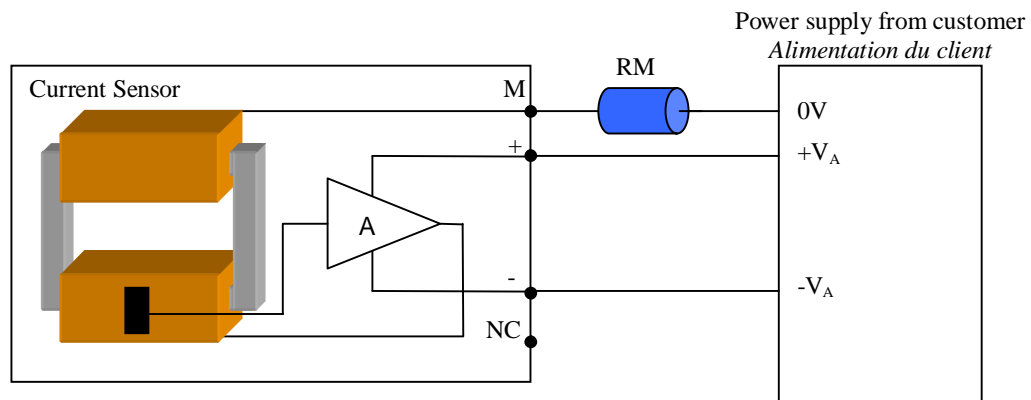 Power supply from customer
Alimentation du client
Current Sensor
M
RM
0V
+
+VA
A
-
-VA
NC